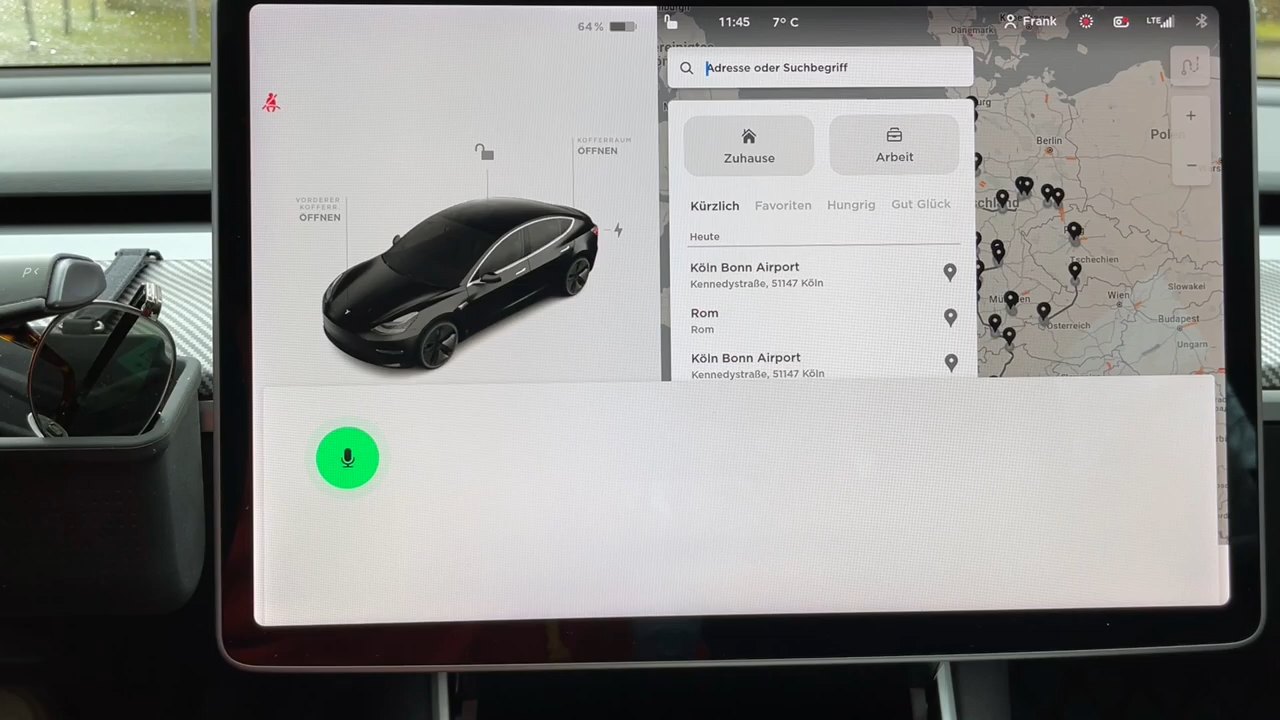 64 %
11:45
7° C
Frank
LTE
Adresse oder Suchbegriff
Zuhause
Arbeit
Kürzlich Favoriten Hungrig Gut Glück
Heute
Köln Bonn Airport
Kennedystraße, 51147 Köln
Rom
Rom
Köln Bonn Airport
Kennedystraße, 51147 Köln
KOFFERRAUM
ÖFFNEN
VORDERER
KOFFERR.
ÖFFNEN
P<
Dänemark
Berlin
Polen
Tschechien
Slowakei
Wien
Budapest
Österreich
Ungarn
+
−